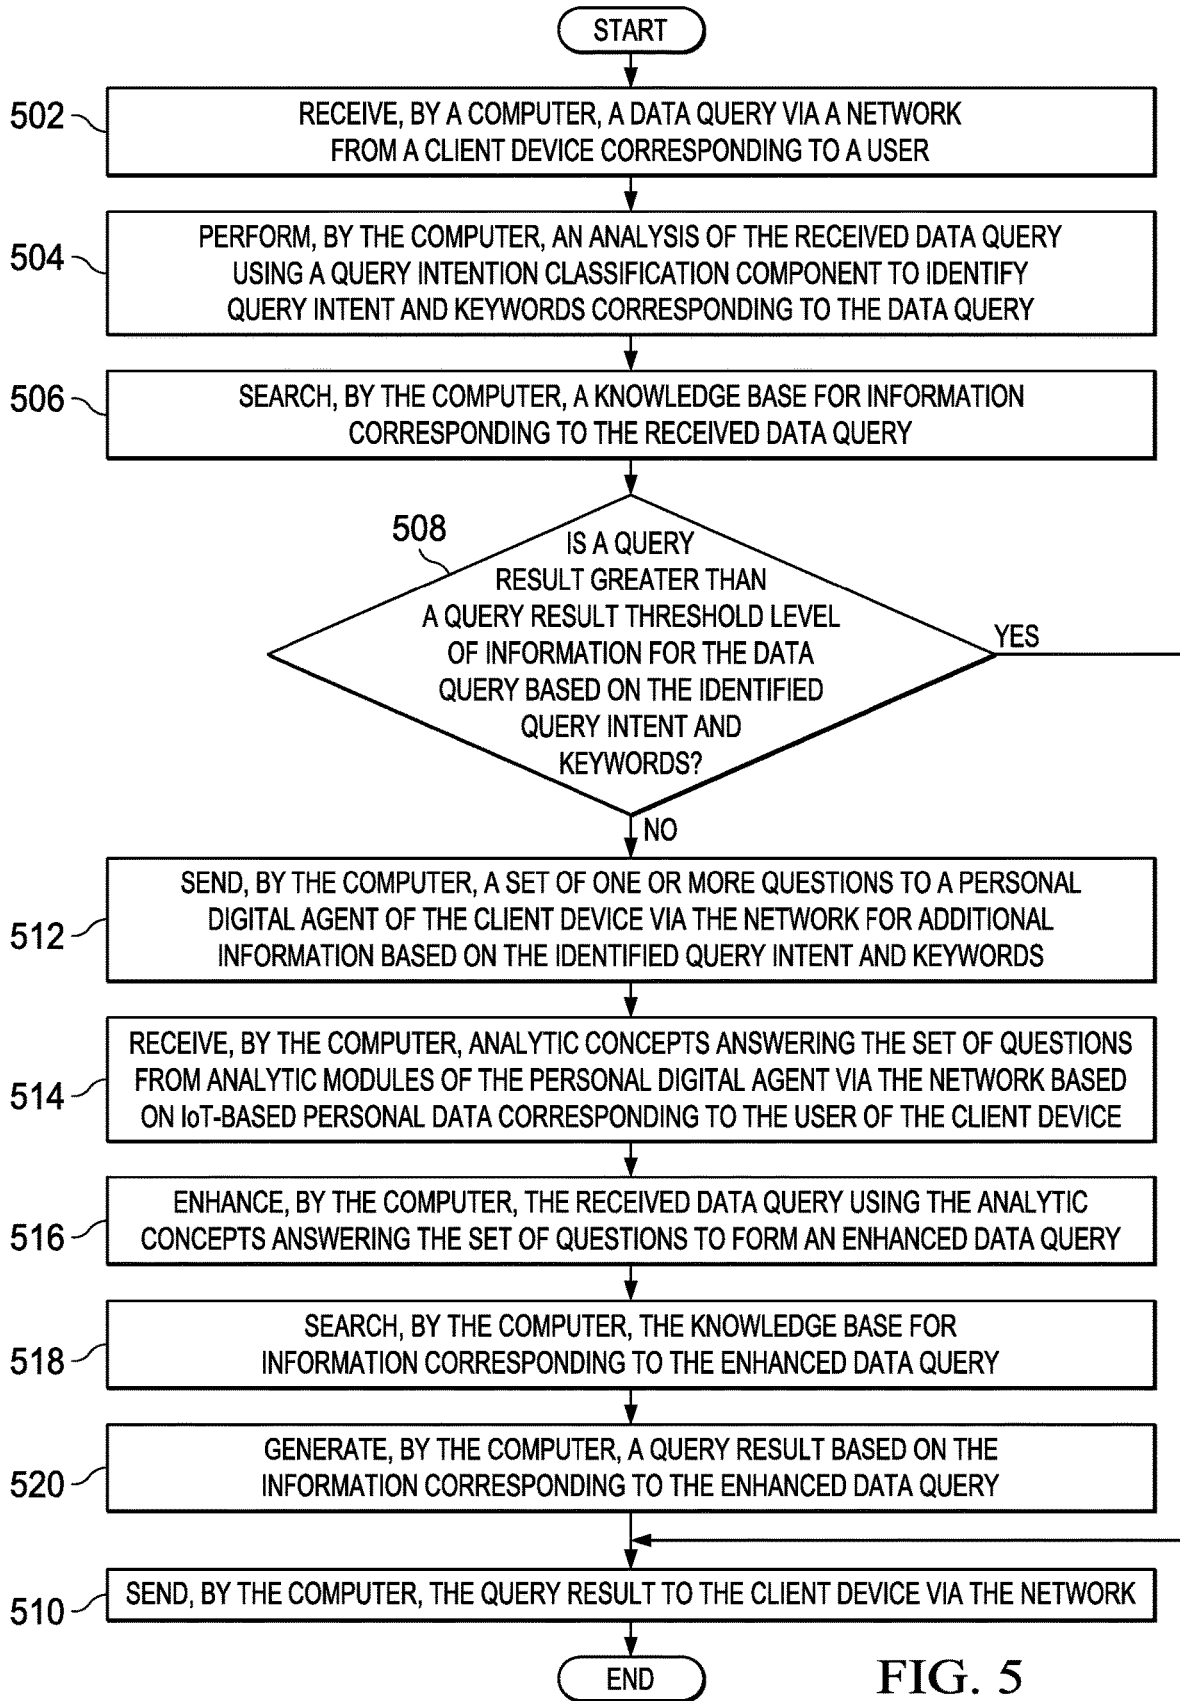 START
502
RECEIVE, BY A COMPUTER, A DATA QUERY VIA A NETWORK
FROM A CLIENT DEVICE CORRESPONDING TO A USER
504
PERFORM, BY THE COMPUTER, AN ANALYSIS OF THE RECEIVED DATA QUERY
USING A QUERY INTENTION CLASSIFICATION COMPONENT TO IDENTIFY
QUERY INTENT AND KEYWORDS CORRESPONDING TO THE DATA QUERY
506
SEARCH, BY THE COMPUTER, A KNOWLEDGE BASE FOR INFORMATION
CORRESPONDING TO THE RECEIVED DATA QUERY
508
IS A QUERY
RESULT GREATER THAN
A QUERY RESULT THRESHOLD LEVEL
OF INFORMATION FOR THE DATA
QUERY BASED ON THE IDENTIFIED
QUERY INTENT AND
KEYWORDS?
YES
NO
512
SEND, BY THE COMPUTER, A SET OF ONE OR MORE QUESTIONS TO A PERSONAL
DIGITAL AGENT OF THE CLIENT DEVICE VIA THE NETWORK FOR ADDITIONAL
INFORMATION BASED ON THE IDENTIFIED QUERY INTENT AND KEYWORDS
514
RECEIVE, BY THE COMPUTER, ANALYTIC CONCEPTS ANSWERING THE SET OF QUESTIONS
FROM ANALYTIC MODULES OF THE PERSONAL DIGITAL AGENT VIA THE NETWORK BASED
ON IoT-BASED PERSONAL DATA CORRESPONDING TO THE USER OF THE CLIENT DEVICE
516
ENHANCE, BY THE COMPUTER, THE RECEIVED DATA QUERY USING THE ANALYTIC
CONCEPTS ANSWERING THE SET OF QUESTIONS TO FORM AN ENHANCED DATA QUERY
518
SEARCH, BY THE COMPUTER, THE KNOWLEDGE BASE FOR
INFORMATION CORRESPONDING TO THE ENHANCED DATA QUERY
520
GENERATE, BY THE COMPUTER, A QUERY RESULT BASED ON THE
INFORMATION CORRESPONDING TO THE ENHANCED DATA QUERY
510
SEND, BY THE COMPUTER, THE QUERY RESULT TO THE CLIENT DEVICE VIA THE NETWORK
END
FIG. 5